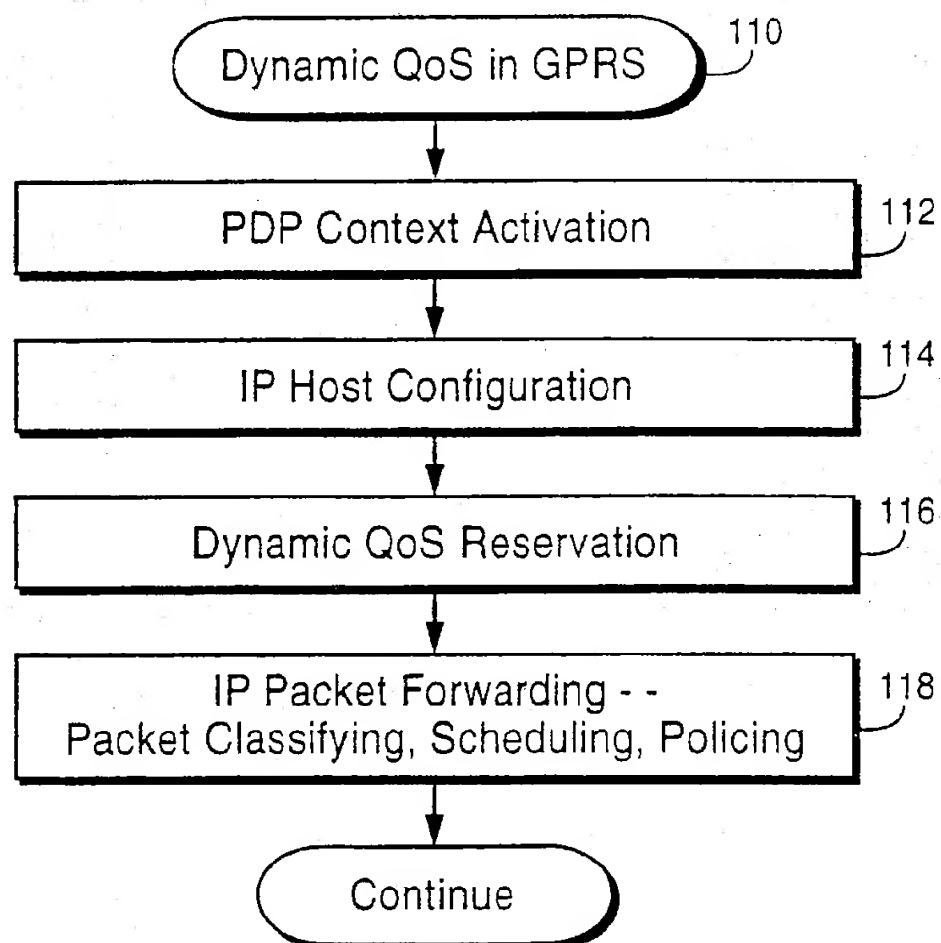 Dynamic QoS in GPRS
110
PDP Context Activation
112
IP Host Configuration
114
Dynamic QoS Reservation
116
IP Packet Forwarding - -
Packet Classifying, Scheduling, Policing
118
Continue